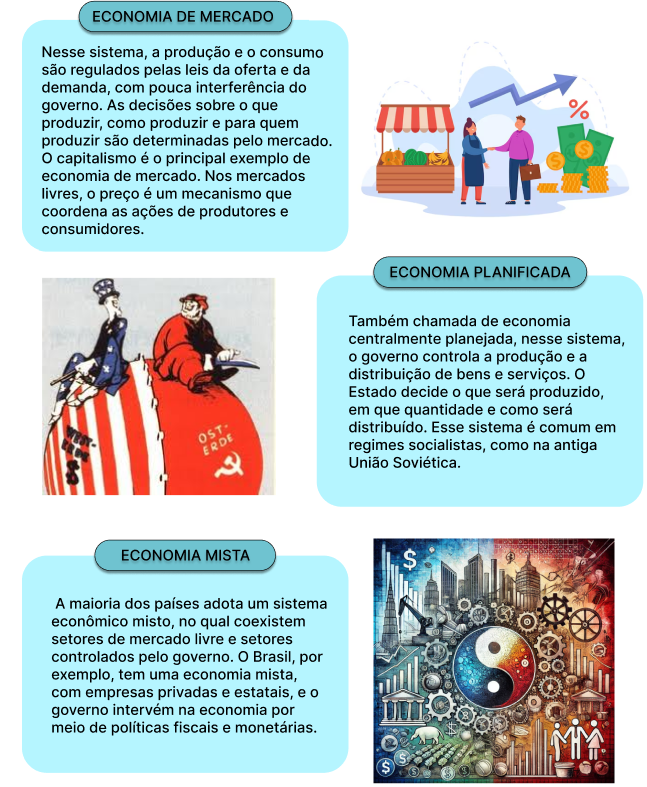 ECONOMIA DE MERCADO
Nesse sistema, a produção e o consumo
são regulados pelas leis da oferta e da
demanda, com pouca interferência do
governo. As decisões sobre o que
produzir, como produzir e para quem
produzir são determinadas pelo mercado.
O capitalismo é o principal exemplo de
economia de mercado. Nos mercados
livres, o preço é um mecanismo que
coordena as ações de produtores e
consumidores.
%
$
$
ECONOMIA PLANIFICADA
Também chamada de economia
centralmente planejada, nesse sistema,
o governo controla a produção e a
distribuição de bens e serviços. O
Estado decide o que será produzido,
em que quantidade e como será
distribuído. Esse sistema é comum em
regimes socialistas, como na antiga
União Soviética.
WEST-
ERDE
OST-
ERDE
ECONOMIA MISTA
A maioria dos países adota um sistema
econômico misto, no qual coexistem
setores de mercado livre e setores
controlados pelo governo. O Brasil, por
exemplo, tem uma economia mista,
com empresas privadas e estatais, e o
governo intervém na economia por
meio de políticas fiscais e monetárias.
$
$
$